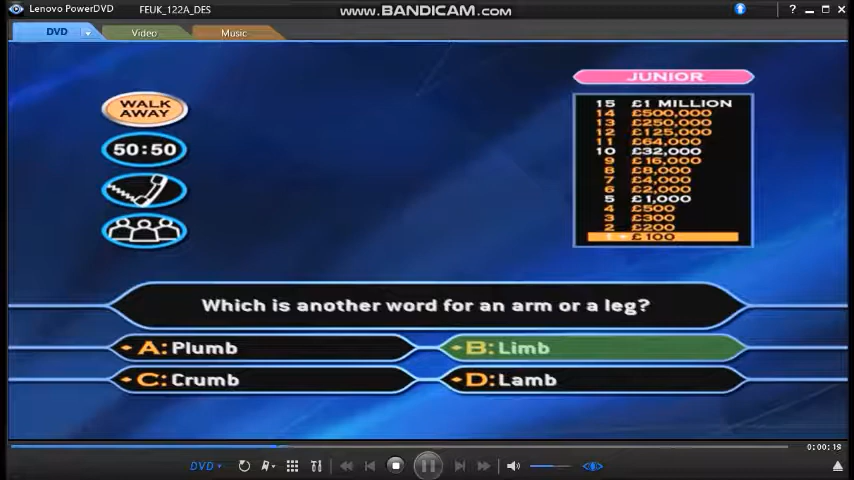 Lenovo PowerDVD
FEUK_122A_DES
www.BANDICAM.com
?
DVD
Video
Music
JUNIOR
WALK
AWAY
50:50
15 £1 MILLION
14 £500,000
13 £250,000
12 £125,000
11 £64,000
10 £32,000
9 £16,000
8 £8,000
7 £4,000
6 £2,000
5 £1,000
4 £500
3 £300
2 £200
1 £100
Which is another word for an arm or a leg?
A: Plumb
B: Limb
C: Crumb
D: Lamb
0:00:19
DVD